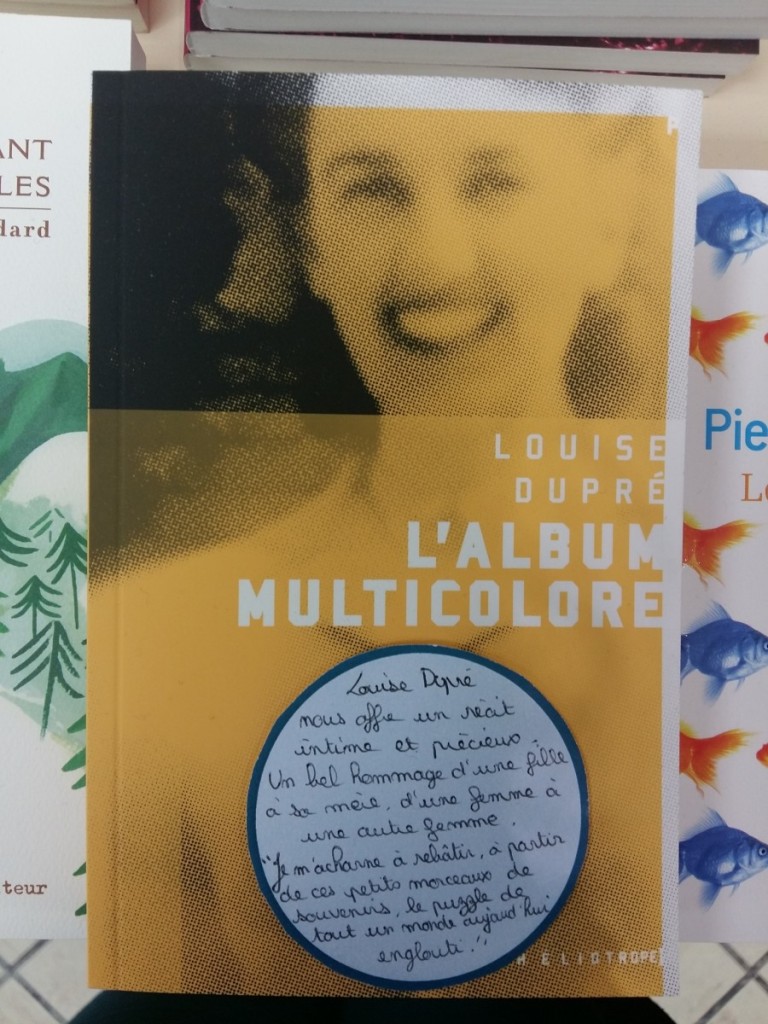 ANT
LES
dard
teur
P
LOUISE
DUPRÉ
L'ALBUM
MULTICOLORE
Louise Dupré
nous offre un récit
intime et précieux.
Un bel hommage d'une fille
à sa mère, d'une femme à
une autre femme.
"Je m'acharne à rebâtir, à partir
de ces petits morceaux de
souvenirs, le puzzle de
tout un monde aujourd'hui
englouti."
HÉLIOTROPE
Pie
Le